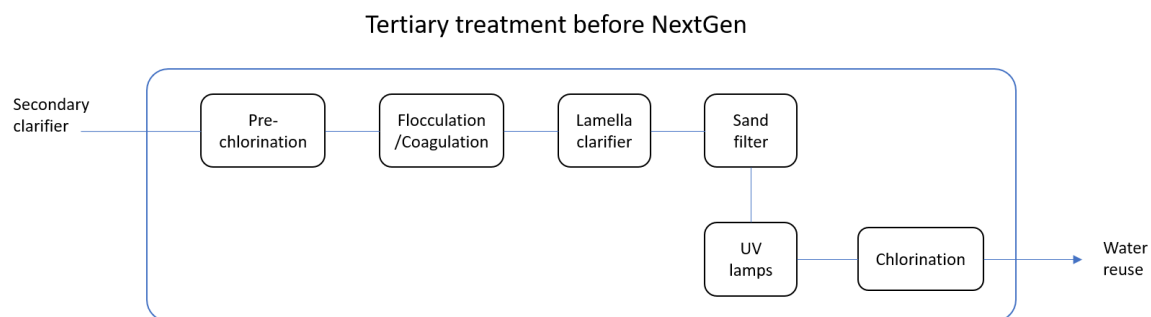 Tertiary treatment before NextGen
Secondary
clarifier
Pre-
chlorination
Flocculation
/Coagulation
Lamella
clarifier
Sand
filter
UV
lamps
Chlorination
Water
reuse